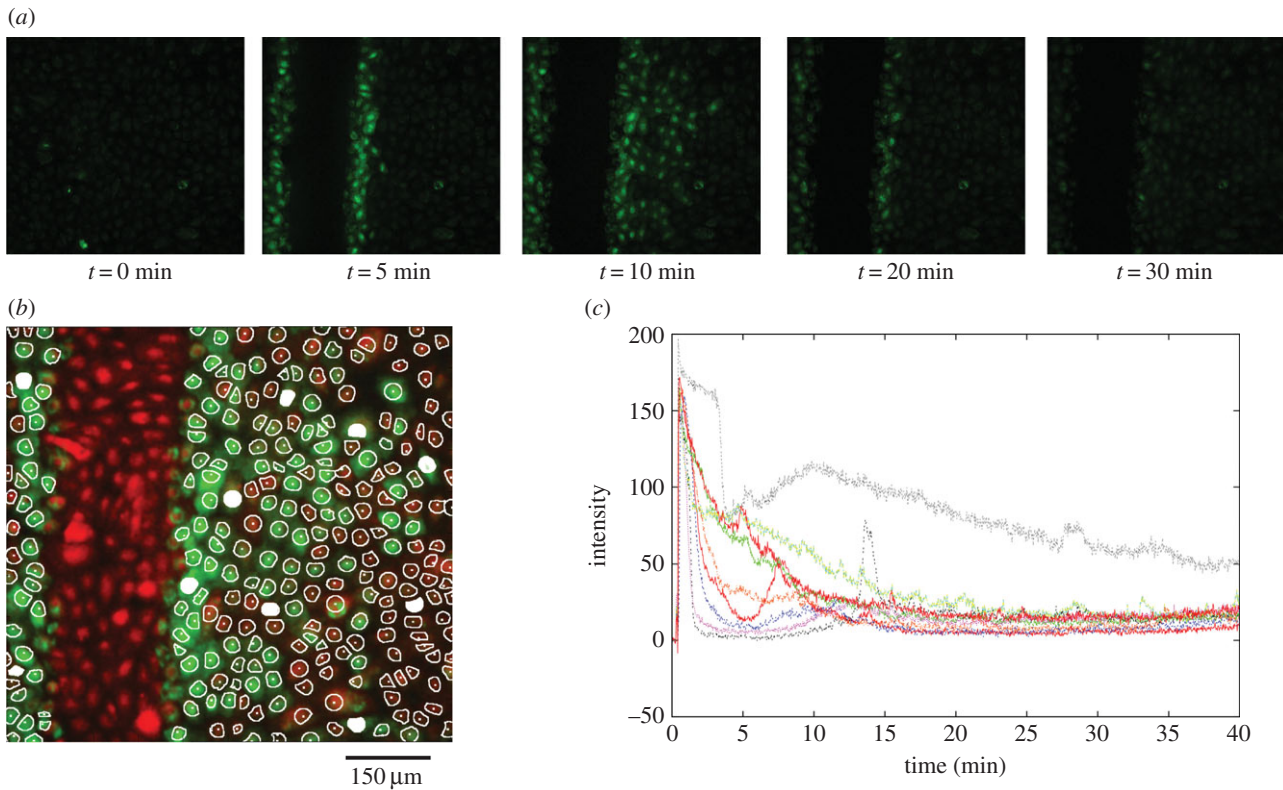 (a)
t = 0 min t = 5 min t = 10 min t = 20 min t = 30 min
(b)
150 µm
(c)
200
150
100
50
0
–50
intensity
0 5 10 15 20 25 30 35 40
time (min)